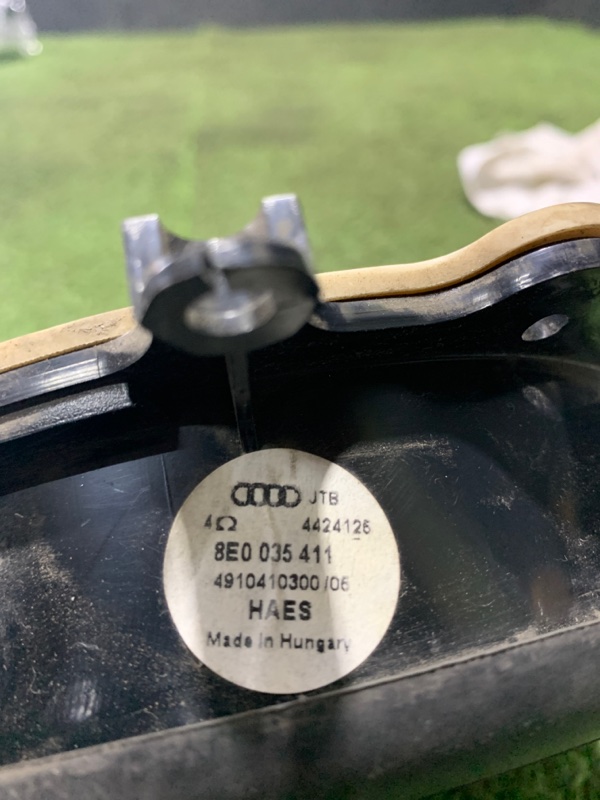 JTB
4Ω 4424126
8E0 035 411
4910410300/06
HAES
Made in Hungary